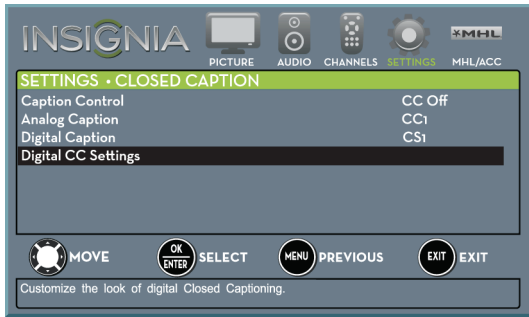 INSIGNIA
PICTURE AUDIO CHANNELS SETTINGS MHL/ACC
MHL
SETTINGS • CLOSED CAPTION
Caption Control CC Off
Analog Caption CC1
Digital Caption CS1
Digital CC Settings
MOVE OK ENTER SELECT MENU PREVIOUS EXIT EXIT
Customize the look of digital Closed Captioning.